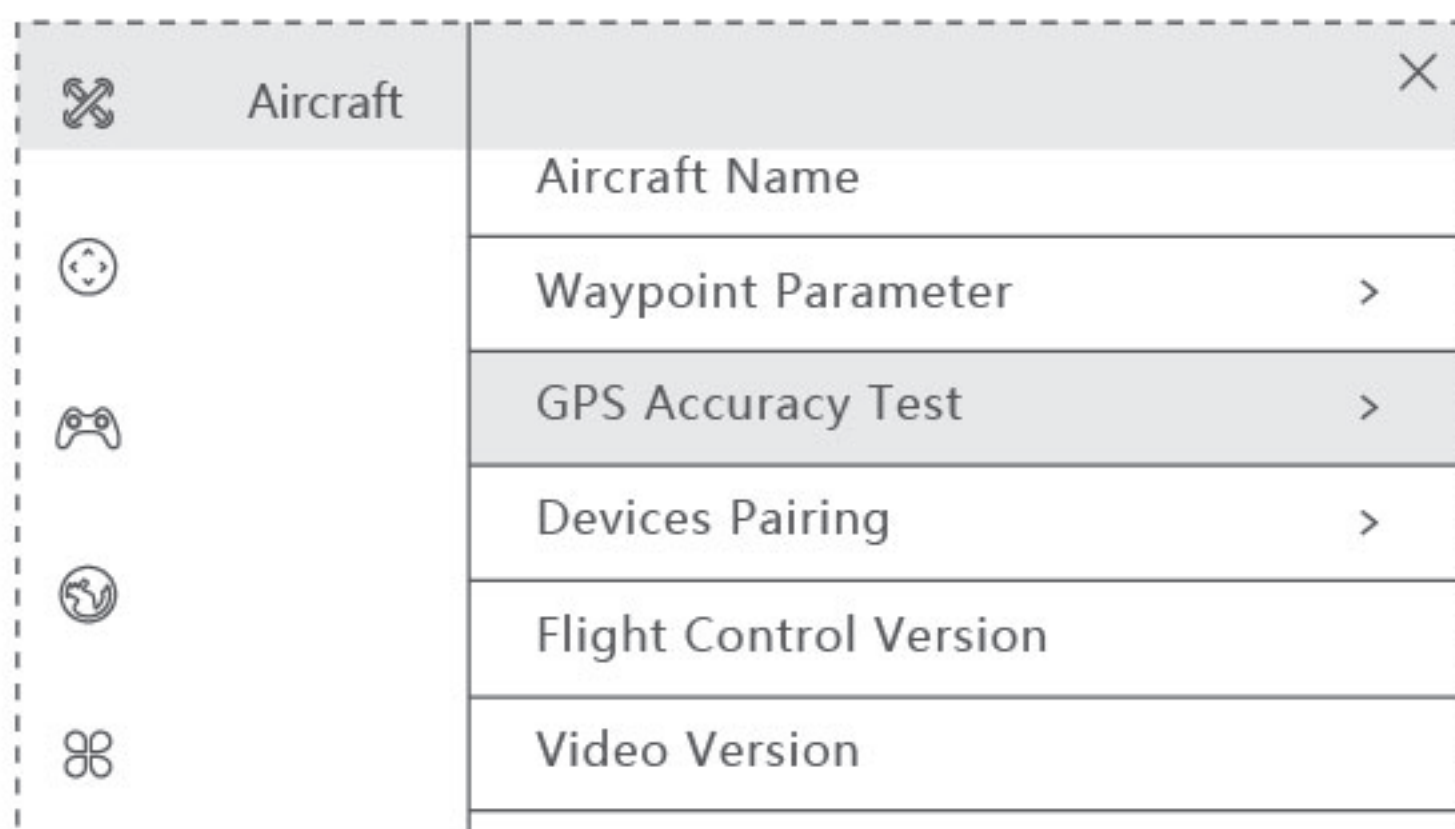 Aircraft
Aircraft Name
Waypoint Parameter
GPS Accuracy Test
Devices Pairing
Flight Control Version
Video Version